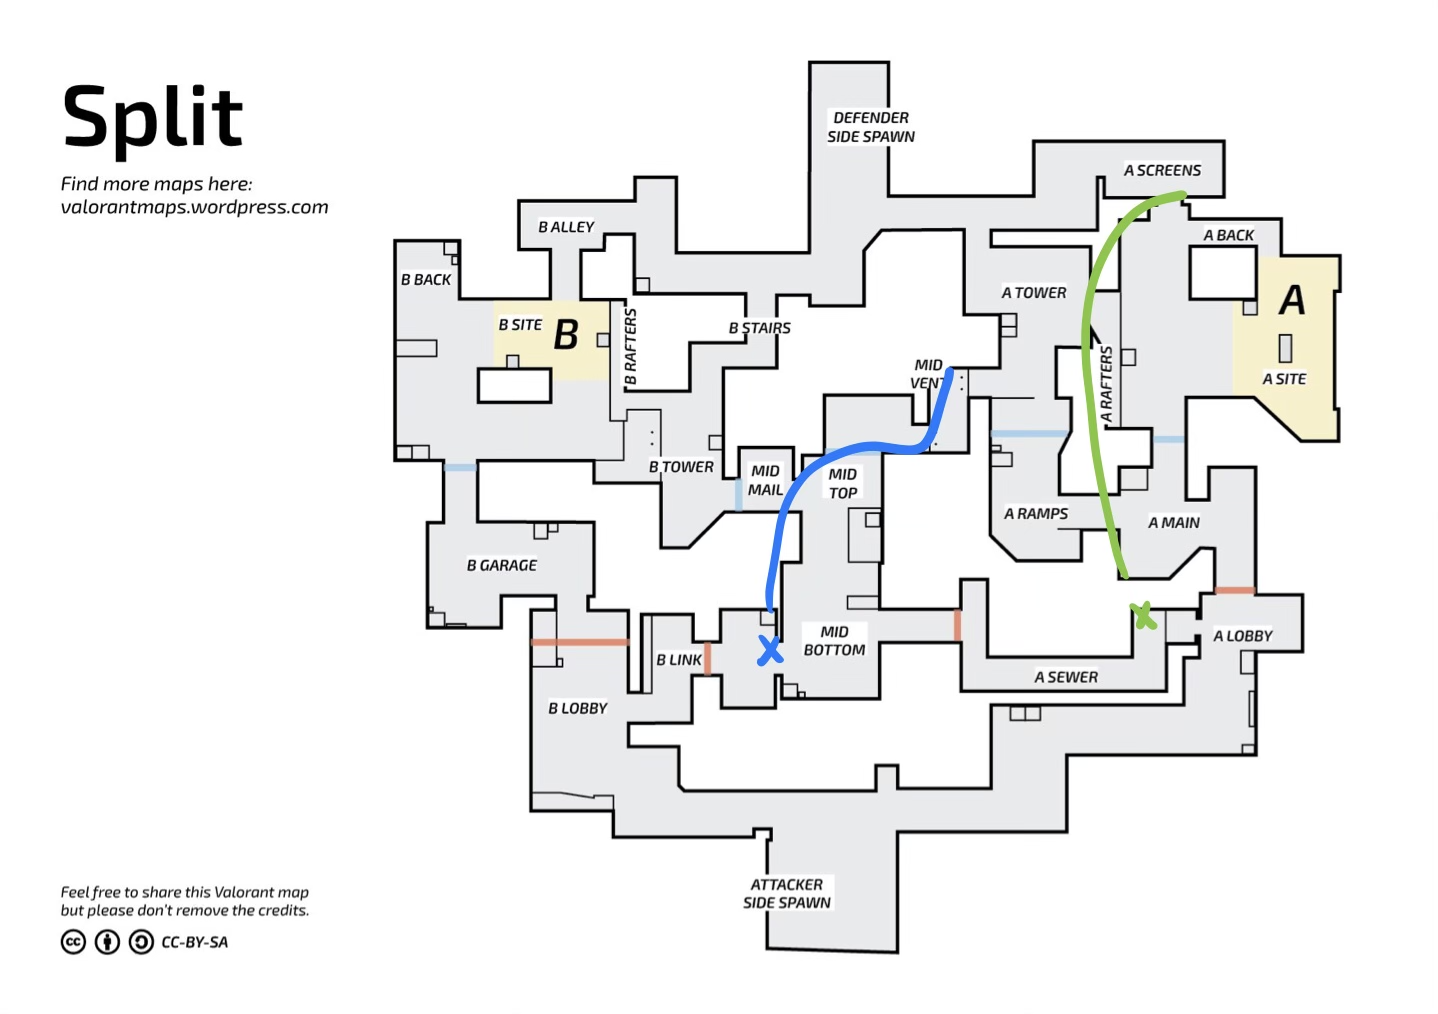 Split
Find more maps here:
valorantmaps.wordpress.com
DEFENDER
SIDE SPAWN
A SCREENS
B ALLEY
A BACK
B BACK
A TOWER
A
B SITE
B
B RAFTERS
B STAIRS
MID
VENT
A RAFTERS
A SITE
B TOWER
MID
MAIL
MID
TOP
A RAMPS
A MAIN
B GARAGE
MID
BOTTOM
A LOBBY
B LINK
A SEWER
B LOBBY
ATTACKER
SIDE SPAWN
Feel free to share this Valorant map
but please don't remove the credits.
cc CC-BY-SA